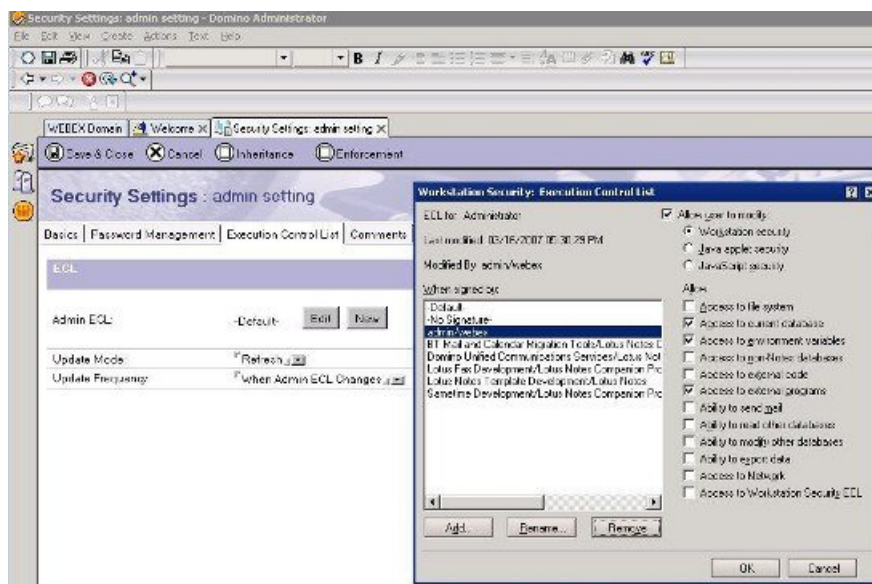 Security Settings: admin setting - Domino Administrator
File Edit View Create Actions Text Help
B I
WEBEX Domain Welcome Security Settings: admin setting
Save & Close Cancel Inheritance Enforcement
Security Settings : admin setting
Basics Password Management Execution Control List Comments
ECL
Admin ECL: -Default- Edit New
Update Mode Refresh
Update Frequency When Admin ECL Changes
Workstation Security: Execution Control List
ECL for: Administrator
Last modified: 03/16/2007 05:30:29 PM
Modified By: admin/webex
When signed by:
-Default-
-No Signature-
admin/webex
BT Mail and Calendar Migration Tools/Lotus Notes C
Domino Unified Communications Services/Lotus Not
Lotus Fax Development/Lotus Notes Companion Pro
Lotus Notes Template Development/Lotus Notes
Sametime Development/Lotus Notes Companion Pro
Add... Rename... Remove
Allow user to modify:
Workstation security
Java applet security
JavaScript security
Allow:
Access to file system
Access to current database
Access to environment variables
Access to non-Notes databases
Access to external code
Access to external programs
Ability to send mail
Ability to read other databases
Ability to modify other databases
Ability to export data
Access to Network
Access to Workstation Security ECL
OK Cancel